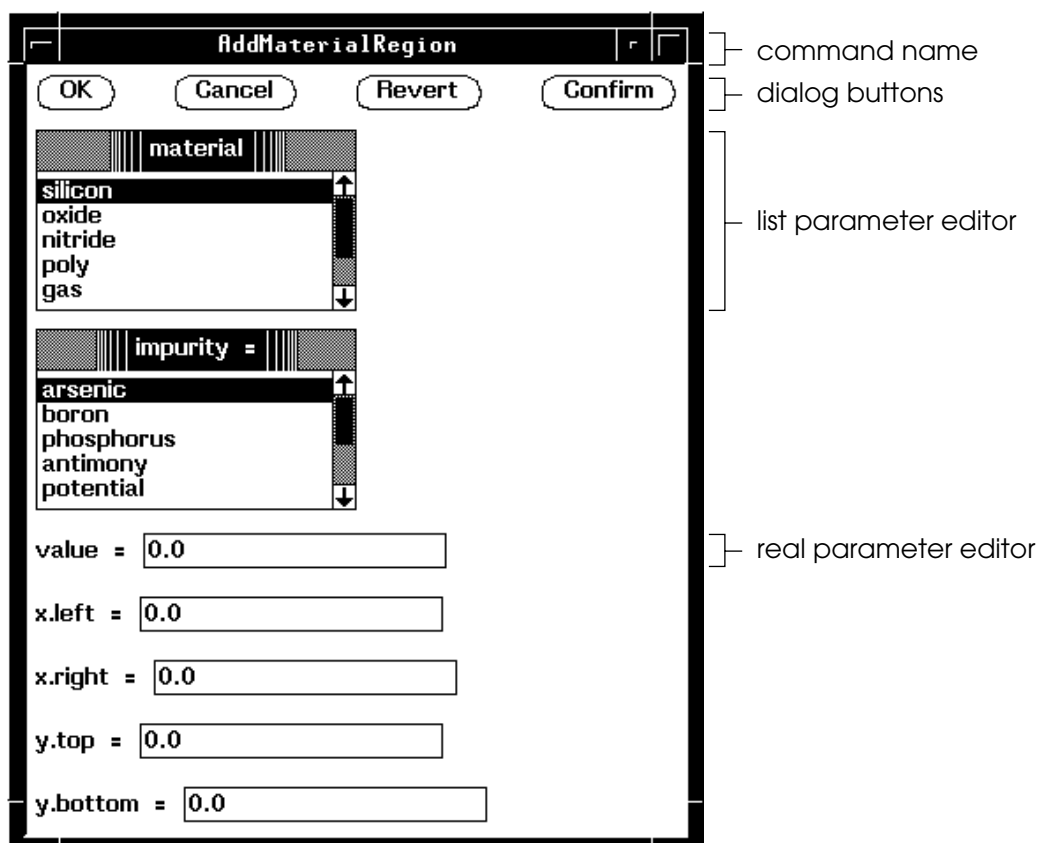 AddMaterialRegion
command name
OK Cancel Revert Confirm
dialog buttons
material
silicon
oxide
nitride
poly
gas
list parameter editor
impurity =
arsenic
boron
phosphorus
antimony
potential
value = 0.0
real parameter editor
x.left = 0.0
x.right = 0.0
y.top = 0.0
y.bottom = 0.0